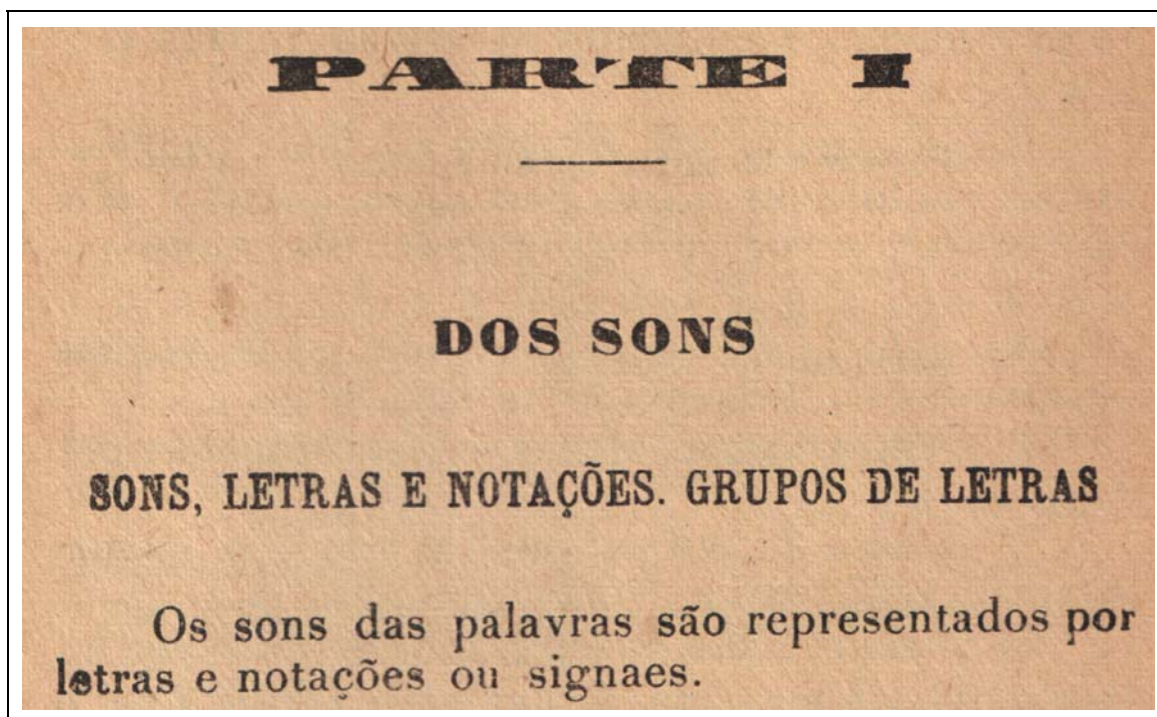 PARTE I
DOS SONS
SONS, LETRAS E NOTAÇÕES. GRUPOS DE LETRAS
Os sons das palavras são representados por
letras e notações ou signaes.